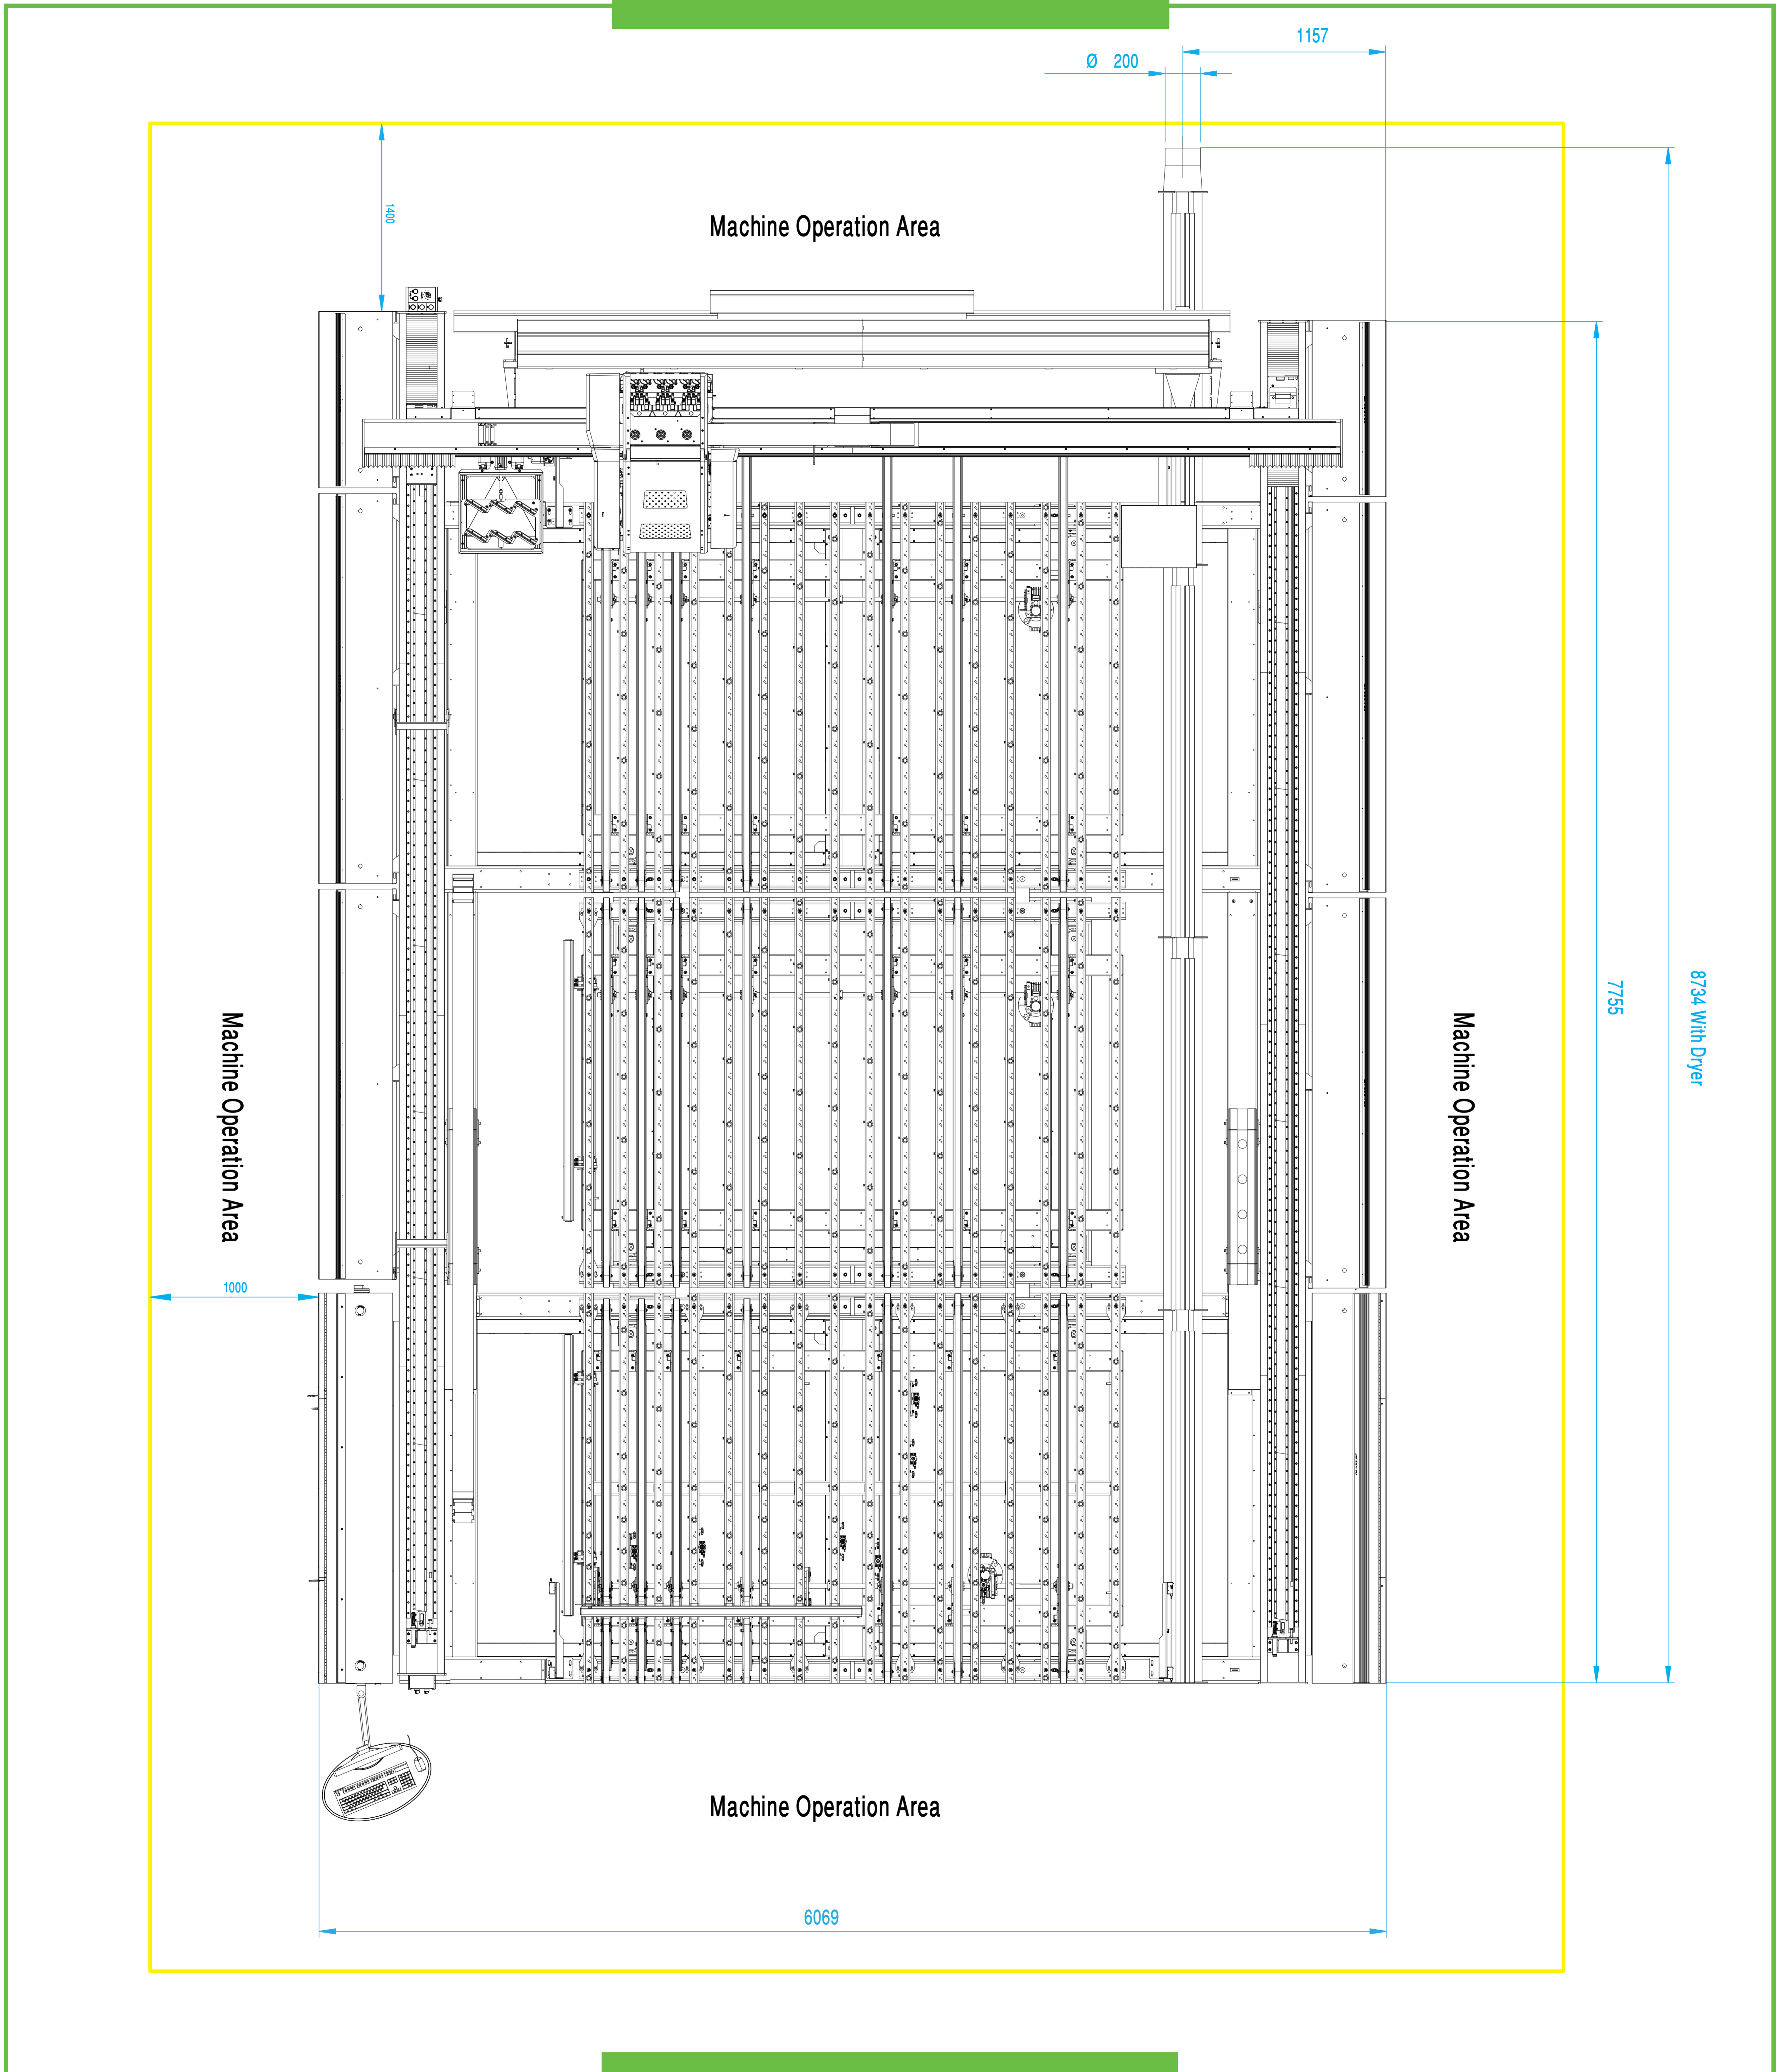 1157
Ø 200
1400
Machine Operation Area
8734 With Dryer
7755
Machine Operation Area
Machine Operation Area
1000
Machine Operation Area
6069